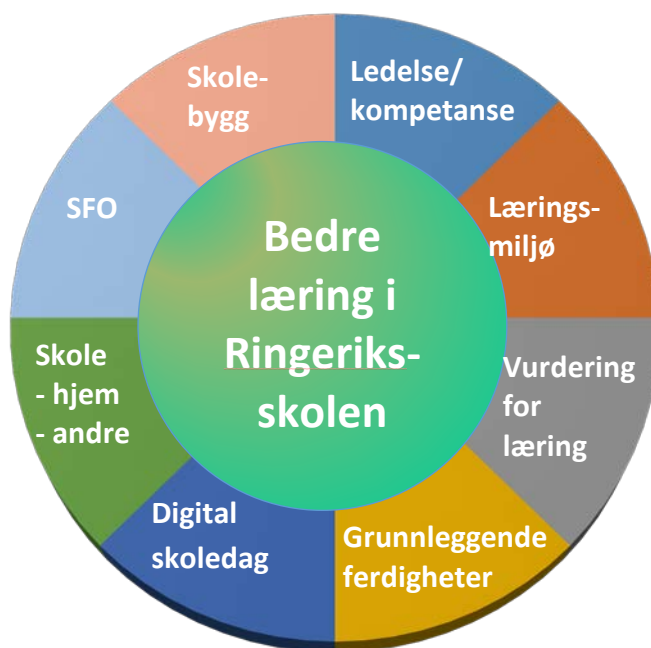 Bedre
læring i
Ringeriks-
skolen
Ledelse/
kompetanse
Lærings-
miljø
Vurdering
for
læring
Grunnleggende
ferdigheter
Digital
skoledag
Skole
- hjem
- andre
SFO
Skole-
bygg